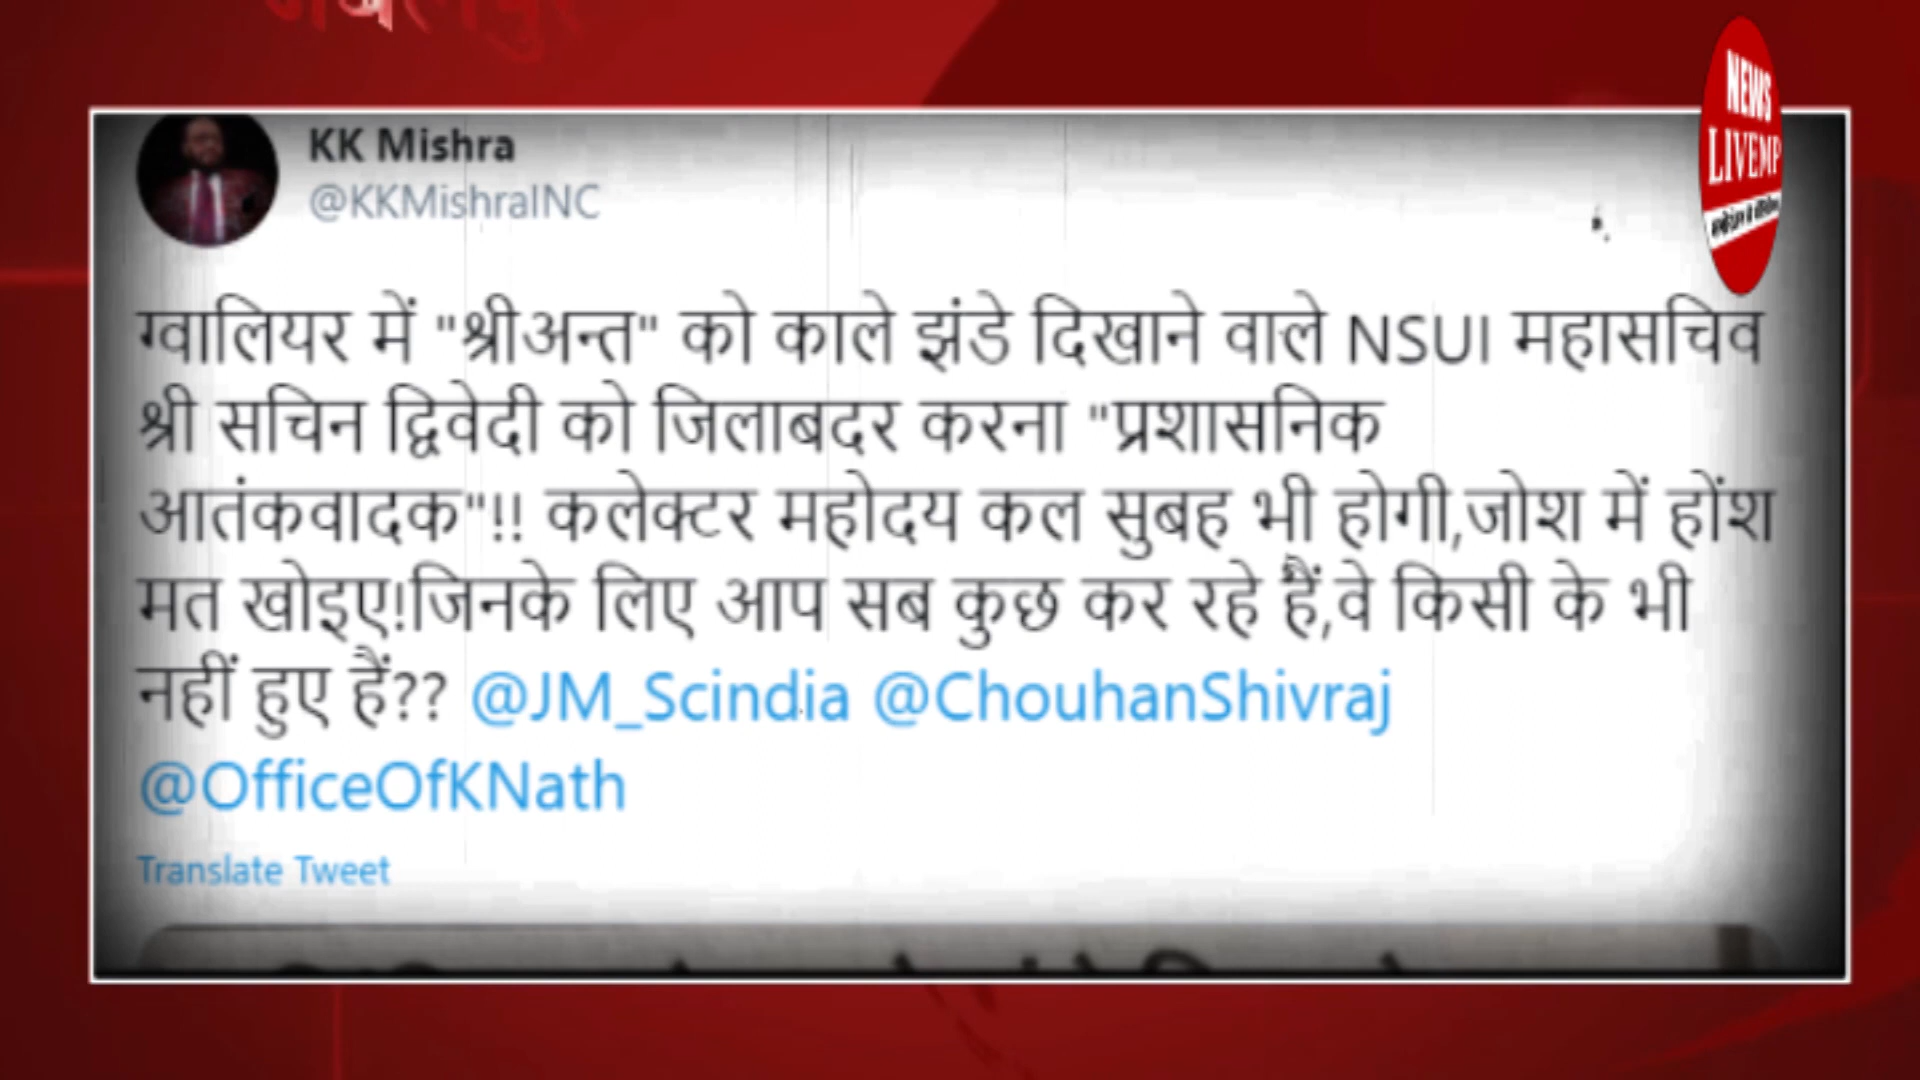 NEWS
LIVEMP
KK Mishra
@KKMishraINC
ग्वालियर में "श्रीअन्त" को काले झंडे दिखाने वाले NSUI महासचिव
श्री सचिन द्विवेदी को जिलाबदर करना "प्रशासनिक
आतंकवादक"!! कलेक्टर महोदय कल सुबह भी होगी,जोश में होंश
मत खोइए!जिनके लिए आप सब कुछ कर रहे हैं,वे किसी के भी
नहीं हुए हैं?? @JM_Scindia @ChouhanShivraj
@OfficeOfKNath
Translate Tweet